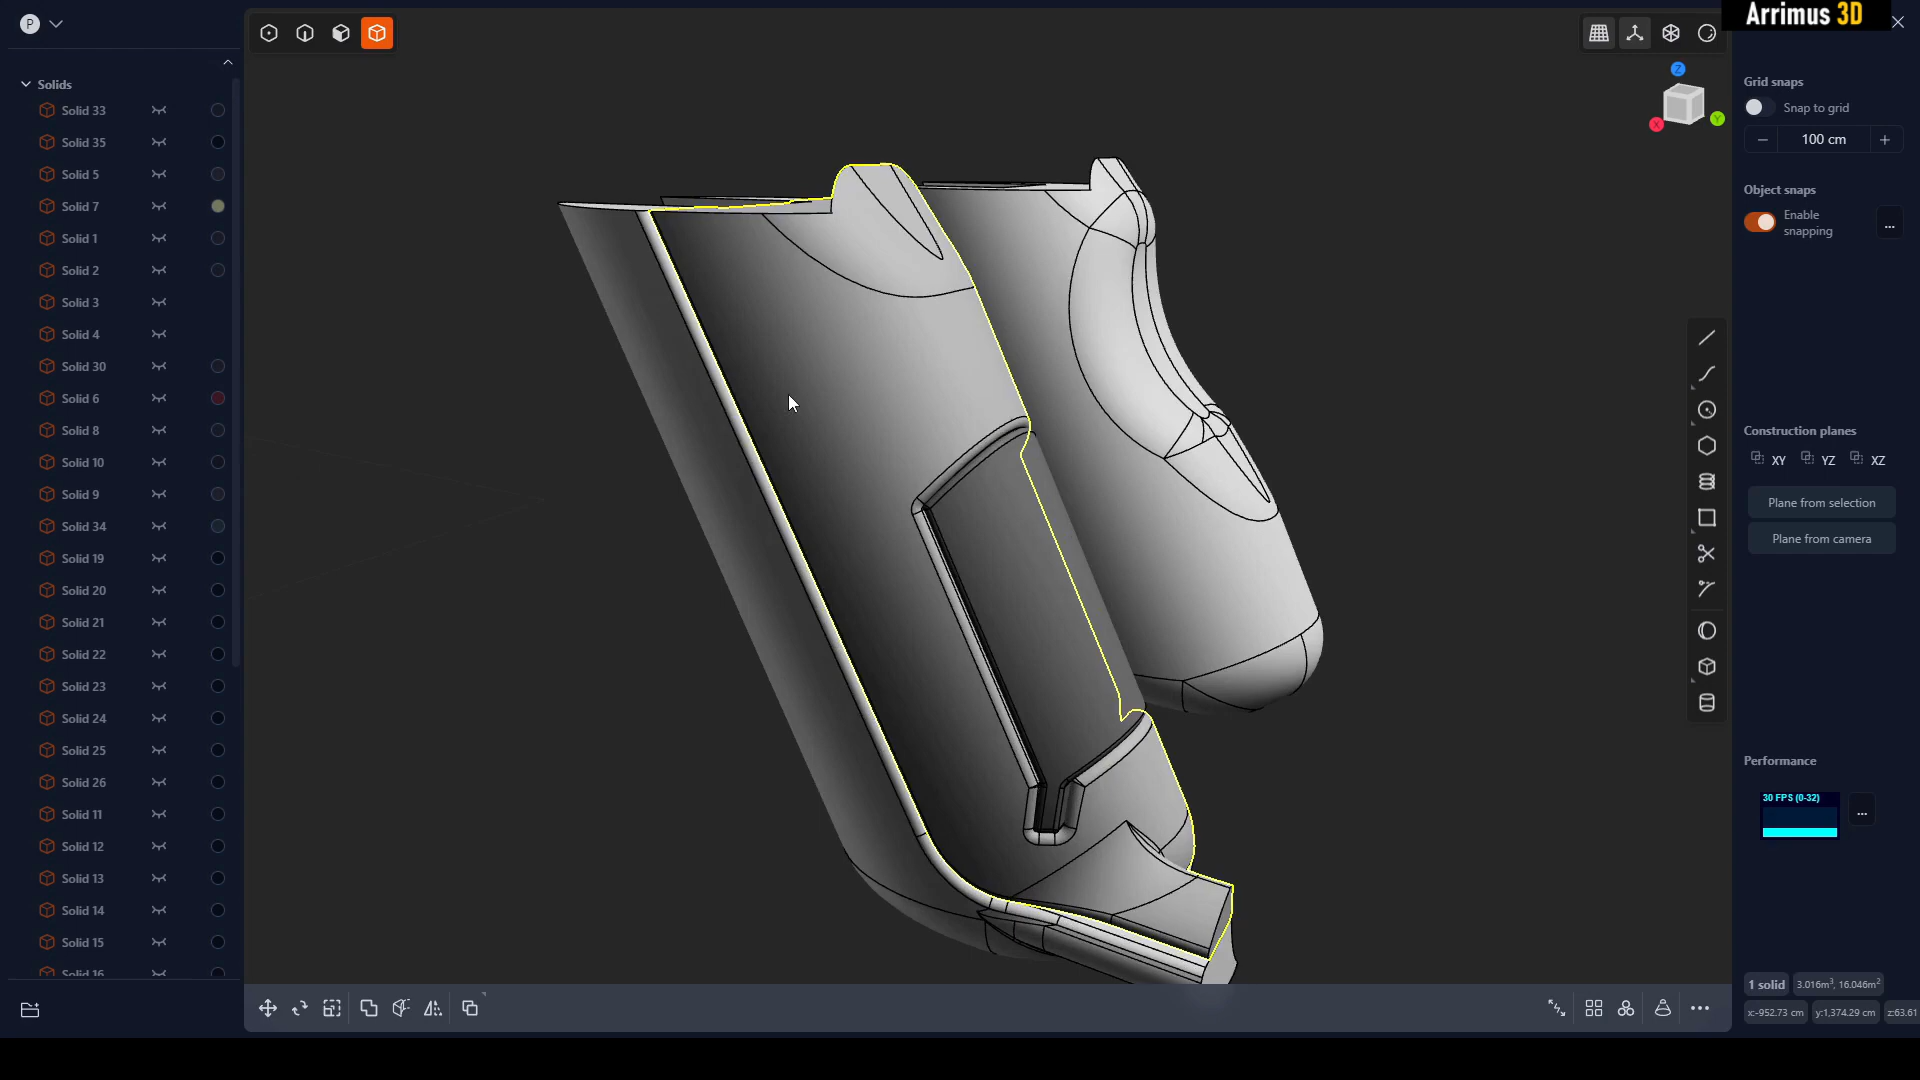 P
Solids
Solid 33
Solid 35
Solid 5
Solid 7
Solid 1
Solid 2
Solid 3
Solid 4
Solid 30
Solid 6
Solid 8
Solid 10
Solid 9
Solid 34
Solid 19
Solid 20
Solid 21
Solid 22
Solid 23
Solid 24
Solid 25
Solid 26
Solid 11
Solid 12
Solid 13
Solid 14
Solid 15
Solid 16
Arrimus 3D
Z
X
Y
Grid snaps
Snap to grid
100 cm
Object snaps
Enable
snapping
...
Construction planes
XY YZ XZ
Plane from selection
Plane from camera
Performance
30 FPS (0-32)
...
1 solid 3.016m³, 16.046m²
x:-952.73 cm y:1,374.29 cm z:63.61